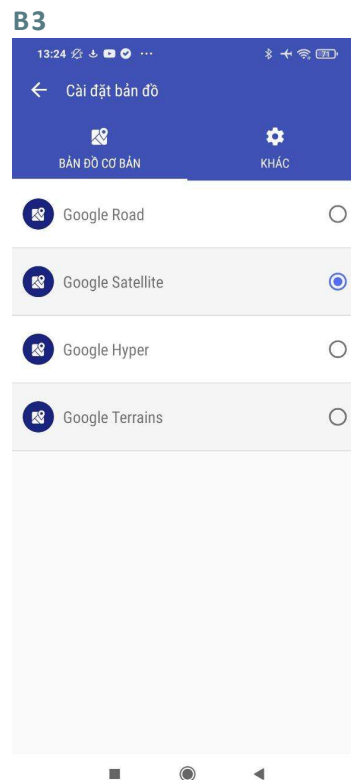 B3
13:24
Cài đặt bản đồ
BẢN ĐỒ CƠ BẢN
KHÁC
Google Road
Google Satellite
Google Hyper
Google Terrains